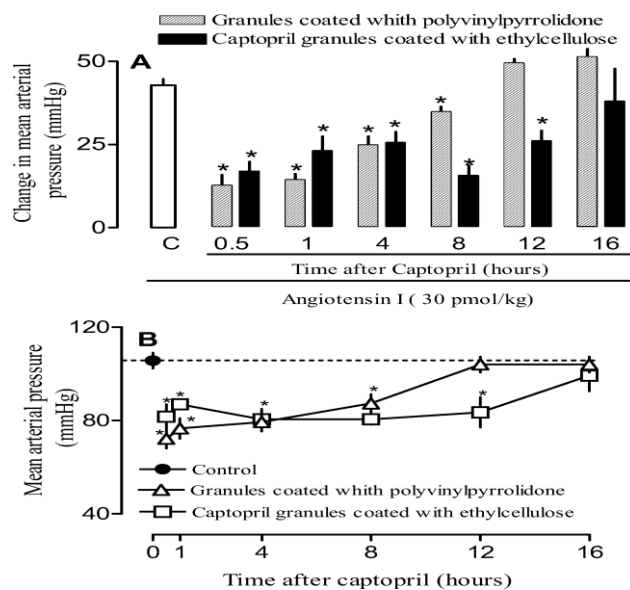 A
Granules coated whith polyvinylpyrrolidone
Captopril granules coated with ethylcellulose
Change in mean arterial
pressure (mmHg)
50
25
0
* * * * * * * * *
C 0.5 1 4 8 12 16
Time after Captopril (hours)
Angiotensin I ( 30 pmol/kg)
B
Mean arterial pressure
(mmHg)
120
80
40
* * * * * * *
Control
Granules coated whith polyvinylpyrrolidone
Captopril granules coated with ethylcellulose
0 1 4 8 12 16
Time after captopril (hours)